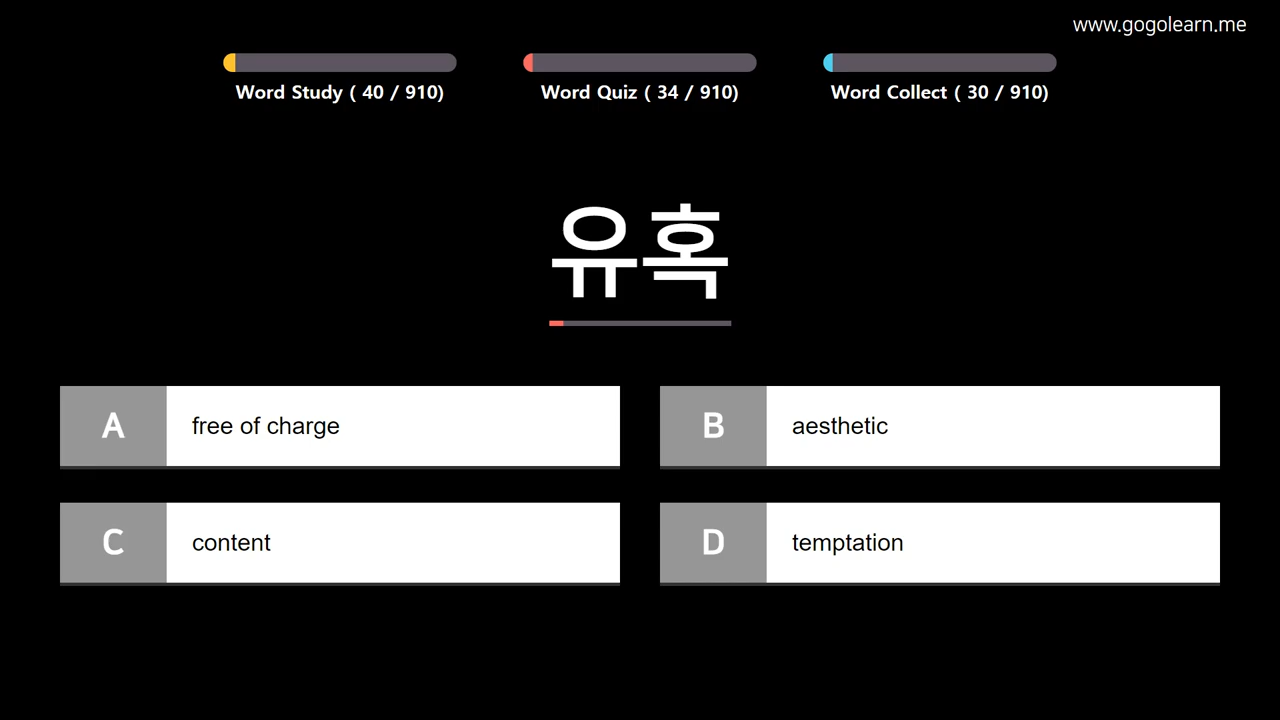 www.gogolearn.me
Word Study ( 40 / 910)
Word Quiz ( 34 / 910)
Word Collect ( 30 / 910)
유혹
A free of charge
B aesthetic
C content
D temptation